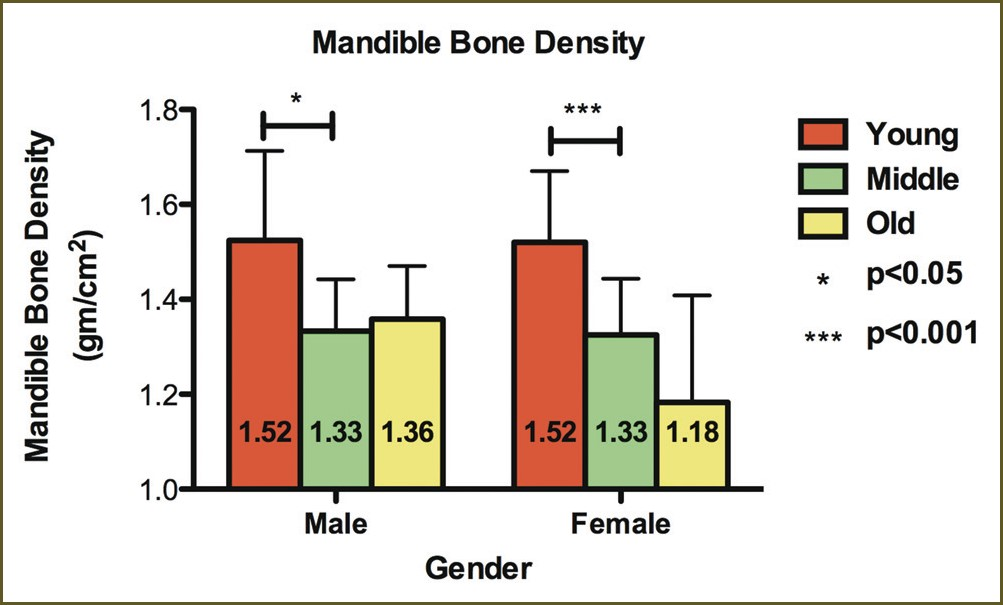 Mandible Bone Density
Mandible Bone Density
(gm/cm²)
1.8
1.6
1.4
1.2
1.0
*
***
1.52 1.33 1.36 1.52 1.33 1.18
Male Female
Gender
Young
Middle
Old
* p<0.05
*** p<0.001